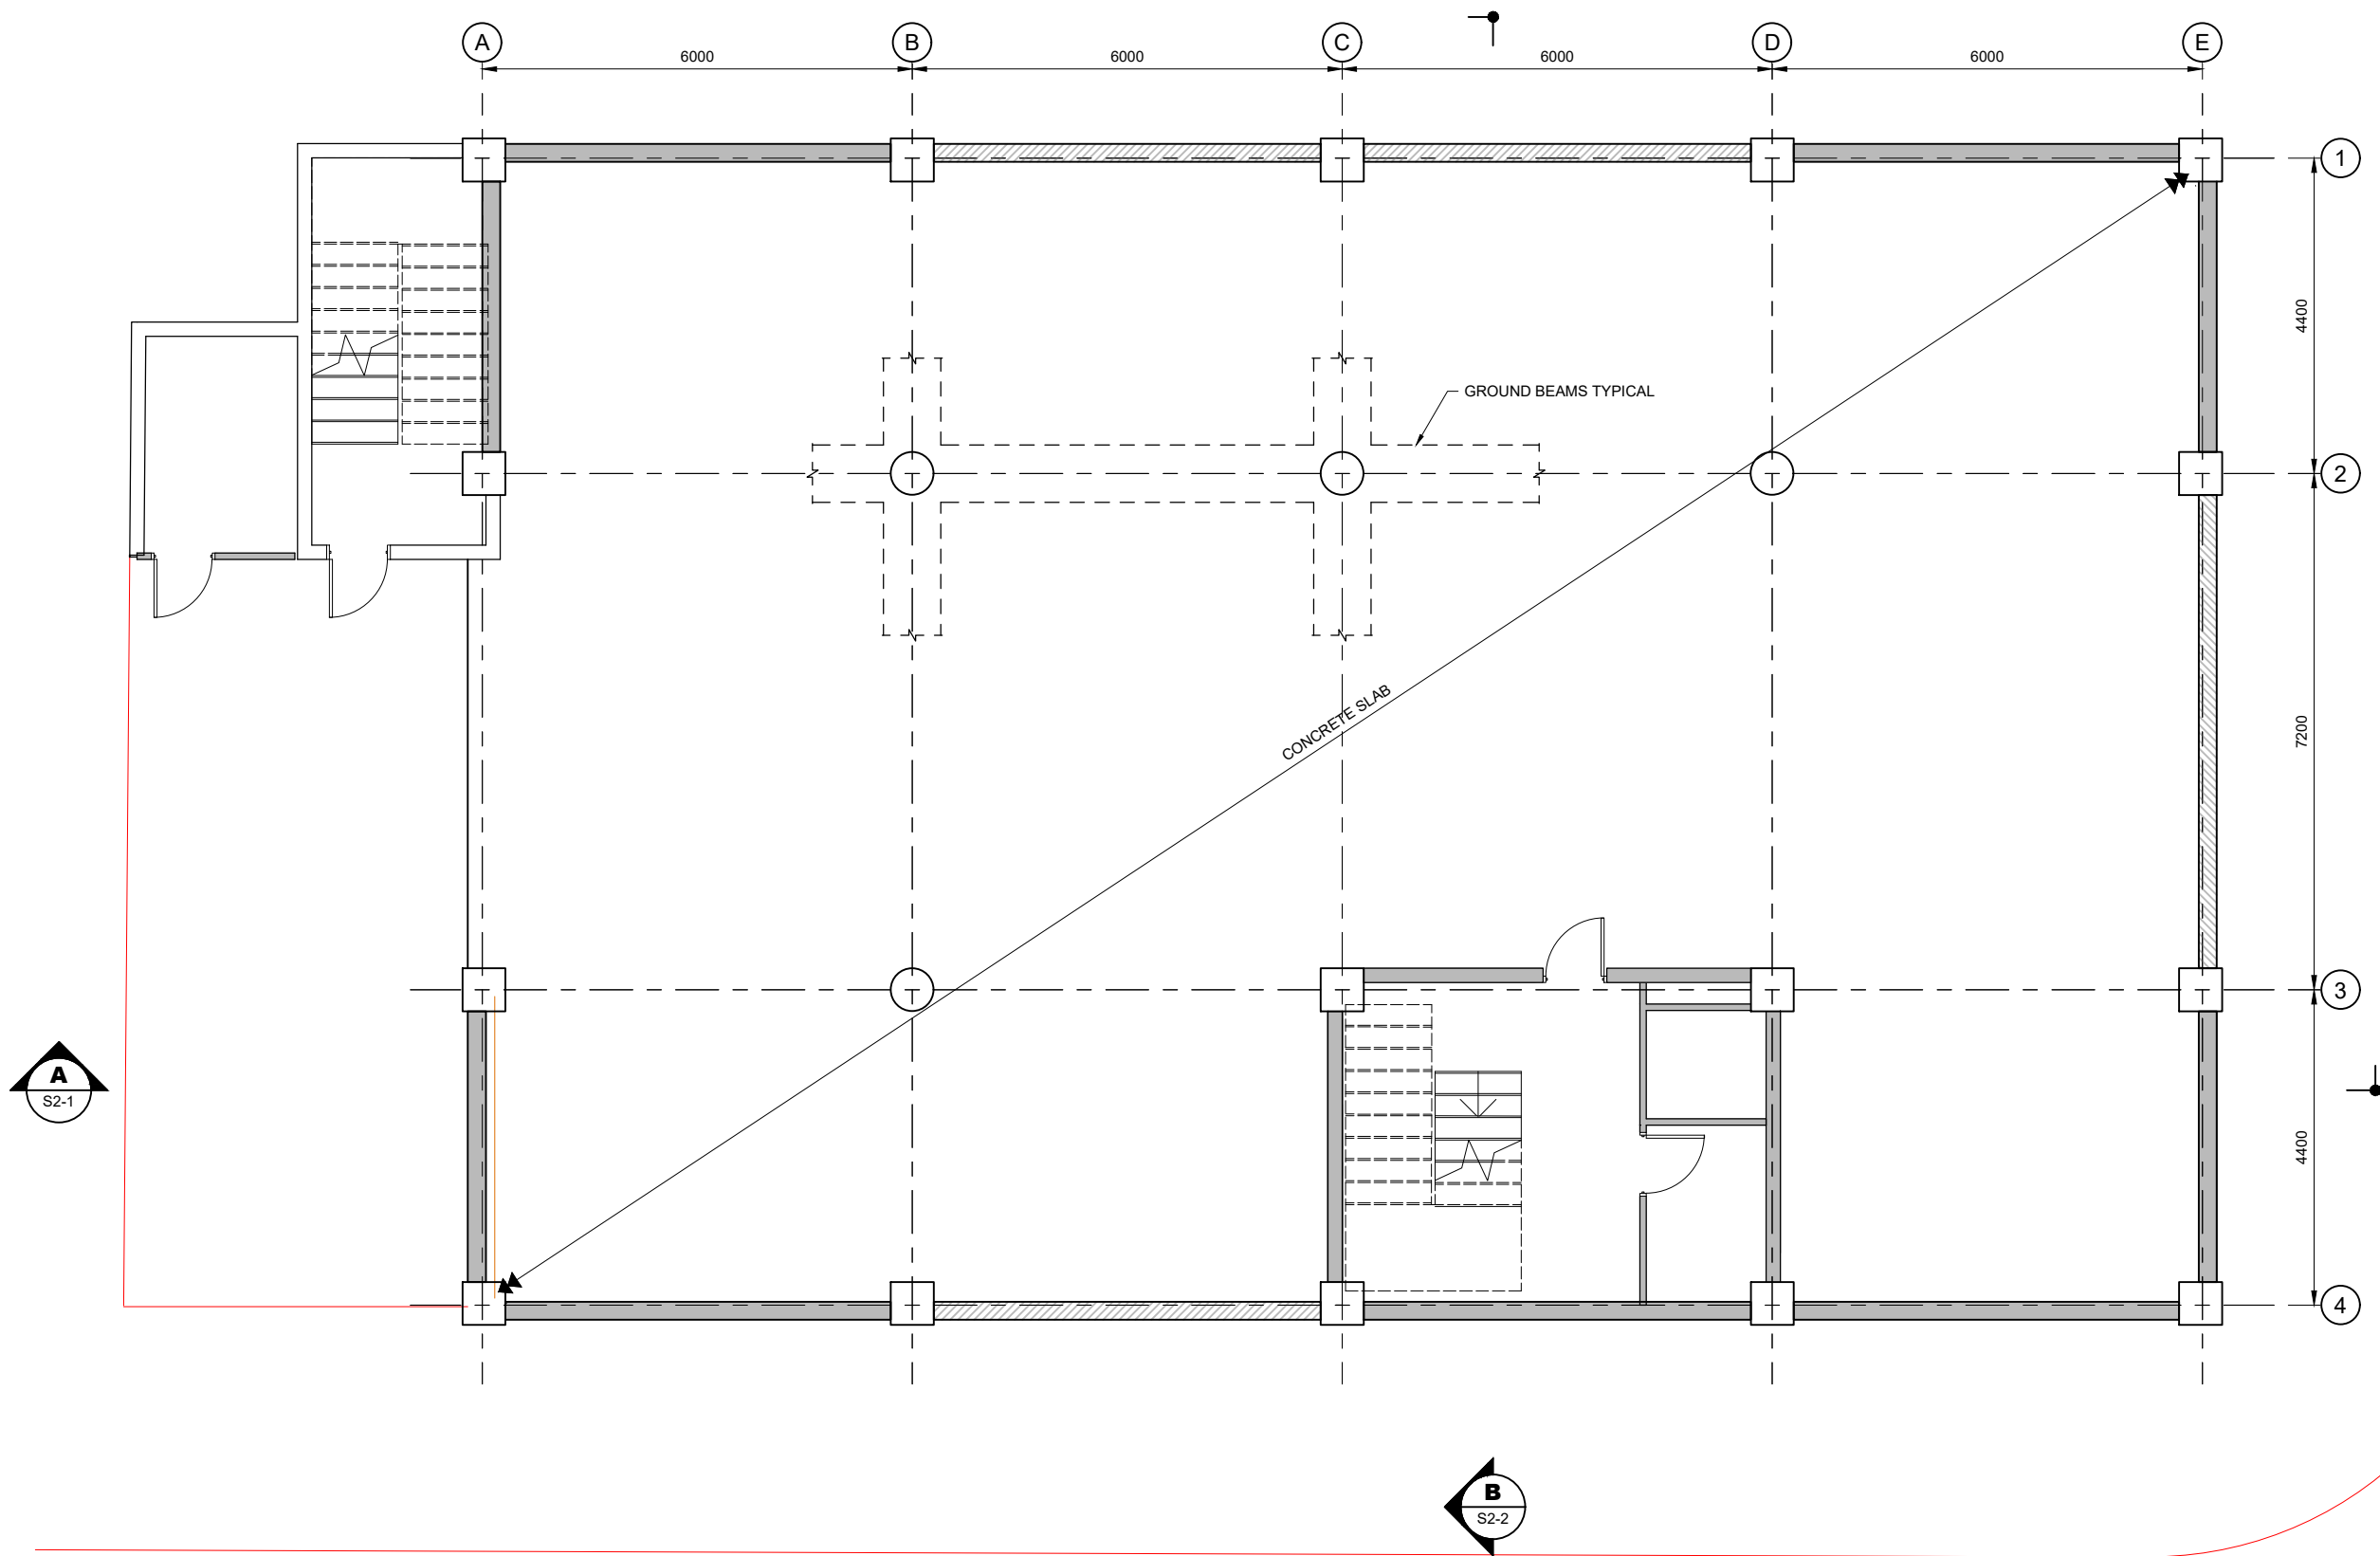 A
B
C
D
E
6000
6000
6000
6000
1
4400
GROUND BEAMS TYPICAL
2
CONCRETE SLAB
7200
3
A
S2-1
4400
4
B
S2-2